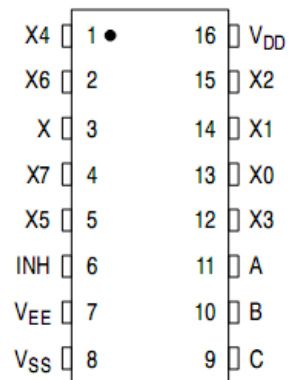 X4 1 16 VDD
X6 2 15 X2
X 3 14 X1
X7 4 13 X0
X5 5 12 X3
INH 6 11 A
VEE 7 10 B
VSS 8 9 C